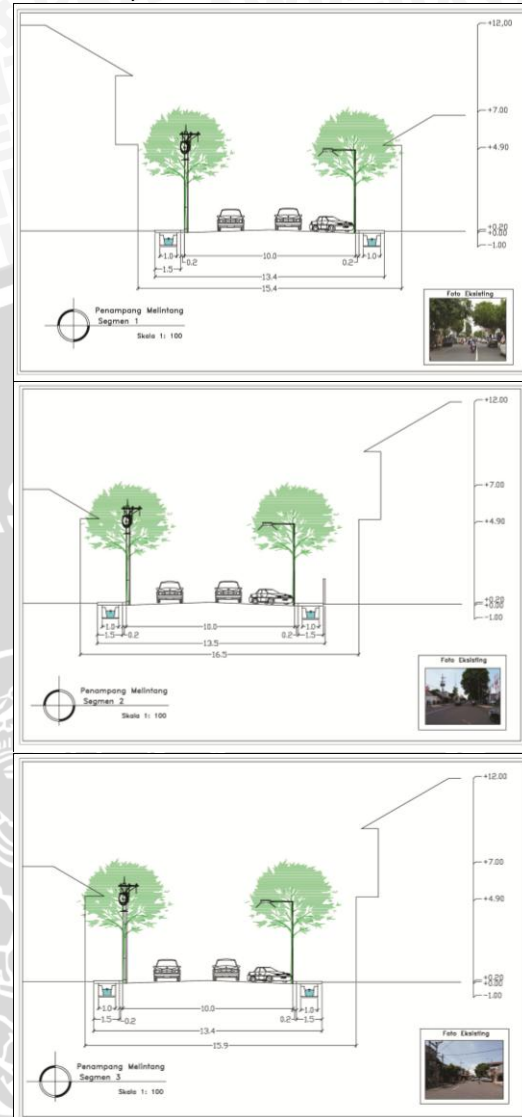 +12,00
+7.00
+4.90
+0.20
+0.00
-1.00
1.0 10.0 1.0
0.2 0.2
1.5
13.4
15.4
Penampang Melintang
Segmen 1
Skala 1: 100
Foto Eksisting
+12.00
+7.00
+4.90
+0.20
+0.00
-1.00
1.0 10.0 1.0
1.5 0.2 0.2 1.5
13.5
16.5
Penampang Melintang
Segmen 2
Skala 1: 100
Foto Eksisting
+12.00
+7.00
+4.90
+0.20
+0.00
-1.00
1.0 10.0 1.0
1.5 0.2 0.2 1.5
13.4
15.9
Penampang Melintang
Segmen 3
Skala 1: 100
Foto Eksisting